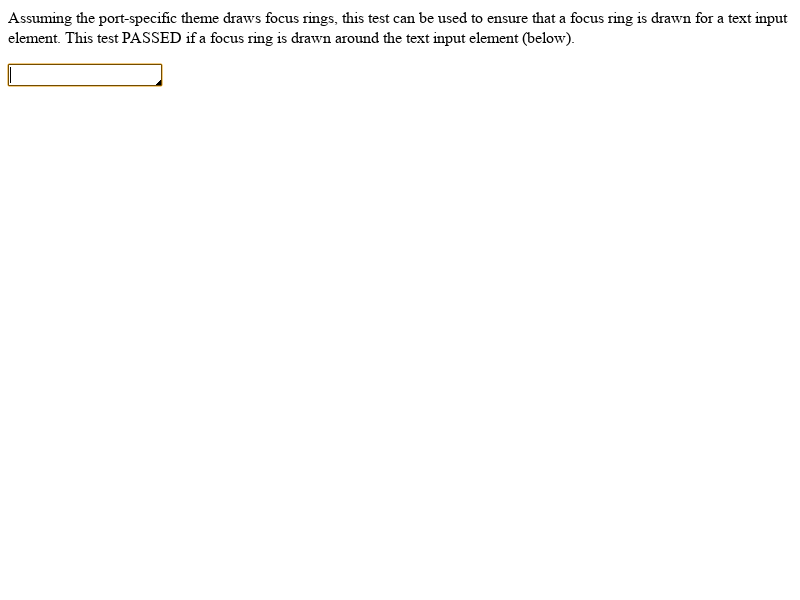 Assuming the port-specific theme draws focus rings, this test can be used to ensure that a focus ring is drawn for a text input
element. This test PASSED if a focus ring is drawn around the text input element (below).